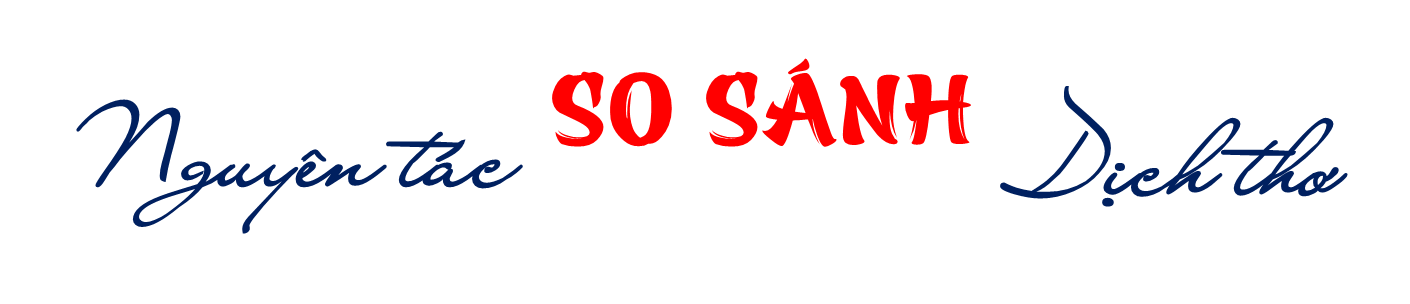 SO SÁNH
Nguyên tác
Dịch thơ